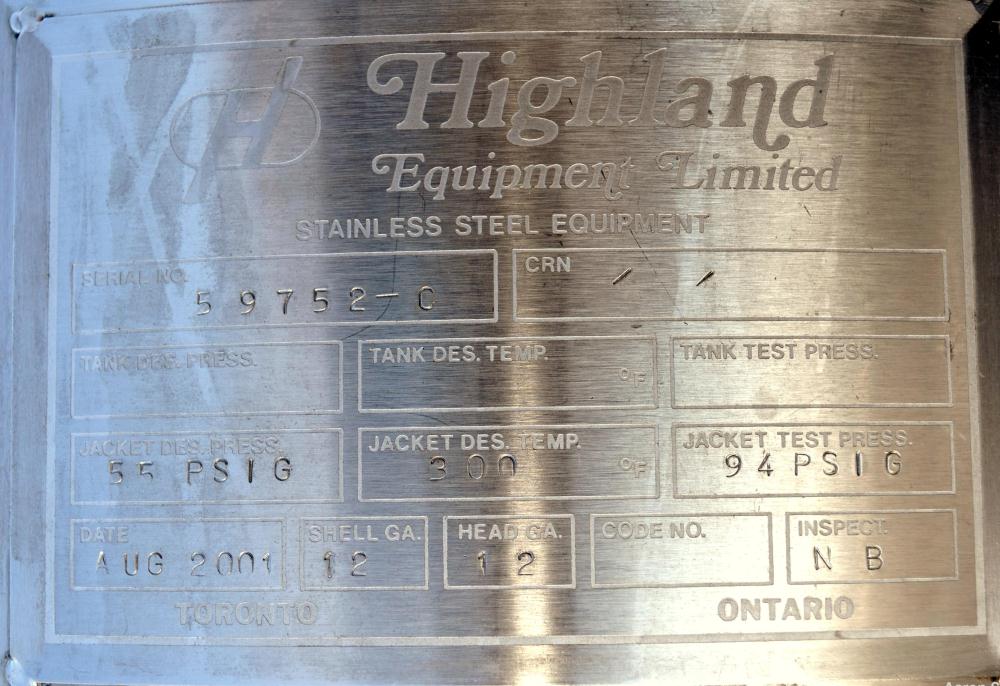 H
Highland
Equipment Limited
STAINLESS STEEL EQUIPMENT
SERIAL NO. 59752-C
CRN / /
TANK DES. PRESS.
TANK DES. TEMP. °F
TANK TEST PRESS.
JACKET DES. PRESS. 55 PSIG
JACKET DES. TEMP. 300 °F
JACKET TEST PRESS. 94 PSIG
DATE AUG 2001
SHELL GA. 12
HEAD GA. 12
CODE NO.
INSPECT. NB
TORONTO ONTARIO